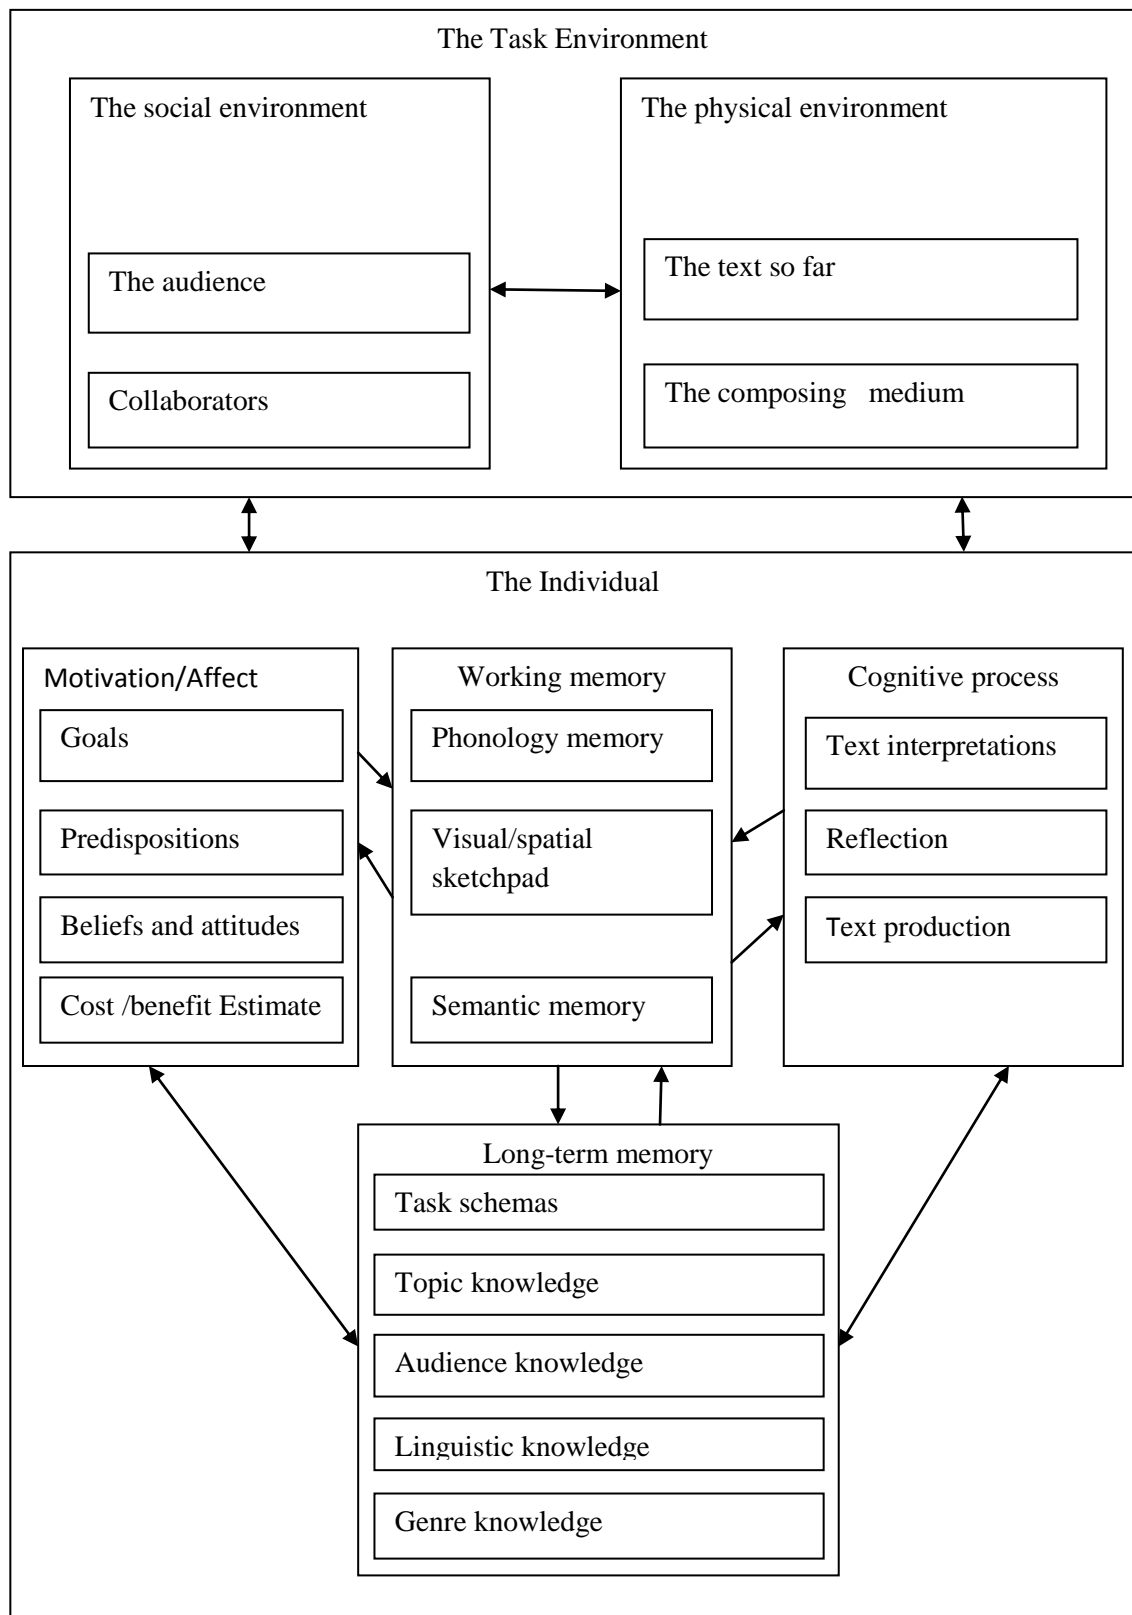 The Task Environment
The social environment
The audience
Collaborators
The physical environment
The text so far
The composing medium
The Individual
Motivation/Affect
Goals
Predispositions
Beliefs and attitudes
Cost /benefit Estimate
Working memory
Phonology memory
Visual/spatial
sketchpad
Semantic memory
Cognitive process
Text interpretations
Reflection
Text production
Long-term memory
Task schemas
Topic knowledge
Audience knowledge
Linguistic knowledge
Genre knowledge